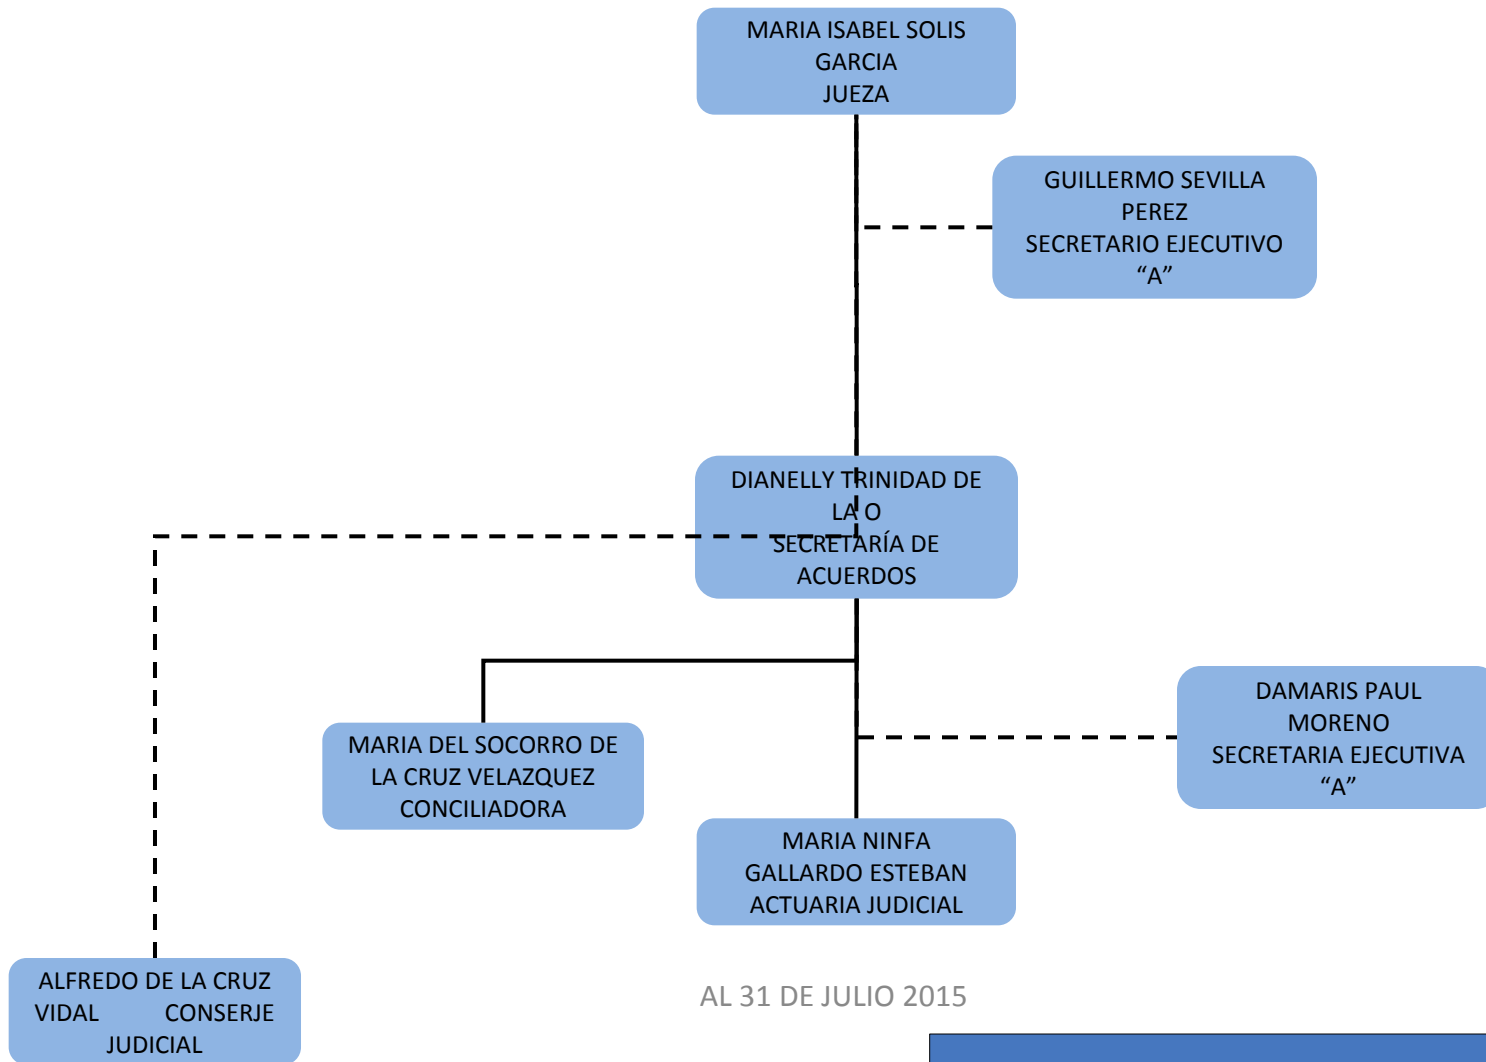 MARIA ISABEL SOLIS
GARCIA
JUEZA
GUILLERMO SEVILLA
PEREZ
SECRETARIO EJECUTIVO
“A”
DIANELLY TRINIDAD DE
LA O
SECRETARÍA DE
ACUERDOS
MARIA DEL SOCORRO DE
LA CRUZ VELAZQUEZ
CONCILIADORA
DAMARIS PAUL
MORENO
SECRETARIA EJECUTIVA
“A”
MARIA NINFA
GALLARDO ESTEBAN
ACTUARIA JUDICIAL
ALFREDO DE LA CRUZ
VIDAL CONSERJE
JUDICIAL
AL 31 DE JULIO 2015